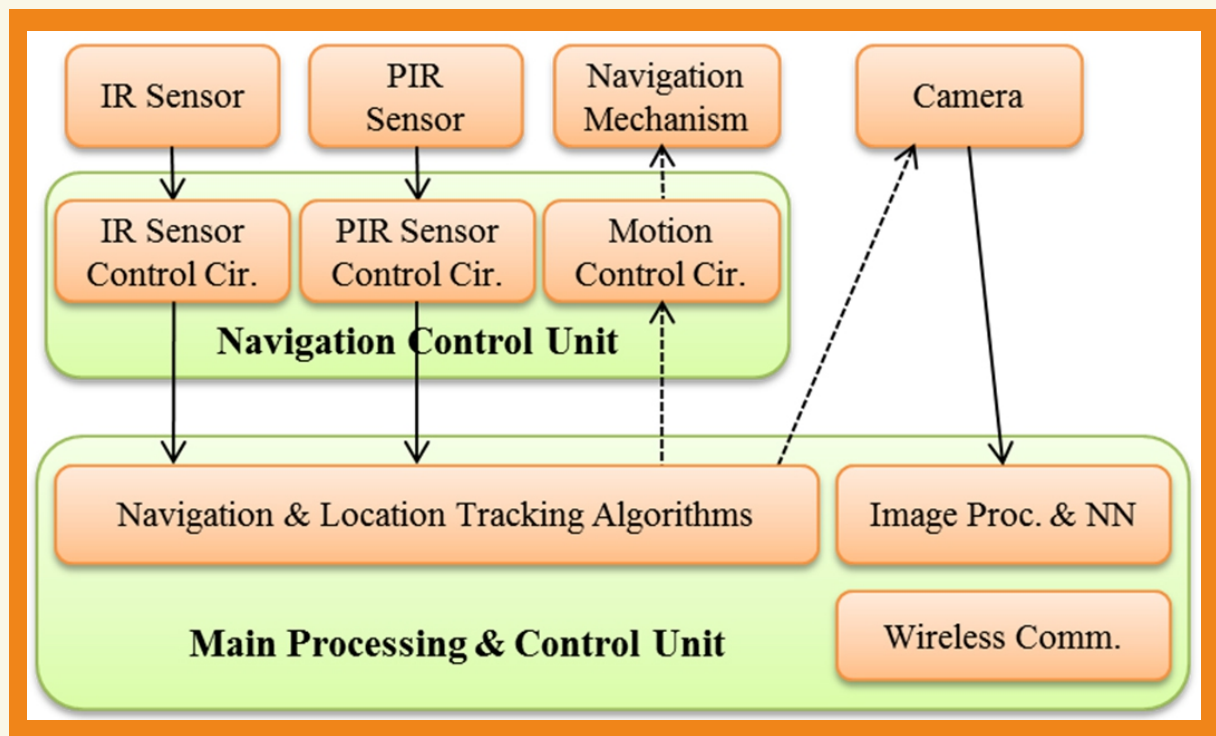 IR Sensor
PIR
Sensor
Navigation
Mechanism
Camera
IR Sensor
Control Cir.
PIR Sensor
Control Cir.
Motion
Control Cir.
Navigation Control Unit
Navigation & Location Tracking Algorithms
Image Proc. & NN
Main Processing & Control Unit
Wireless Comm.